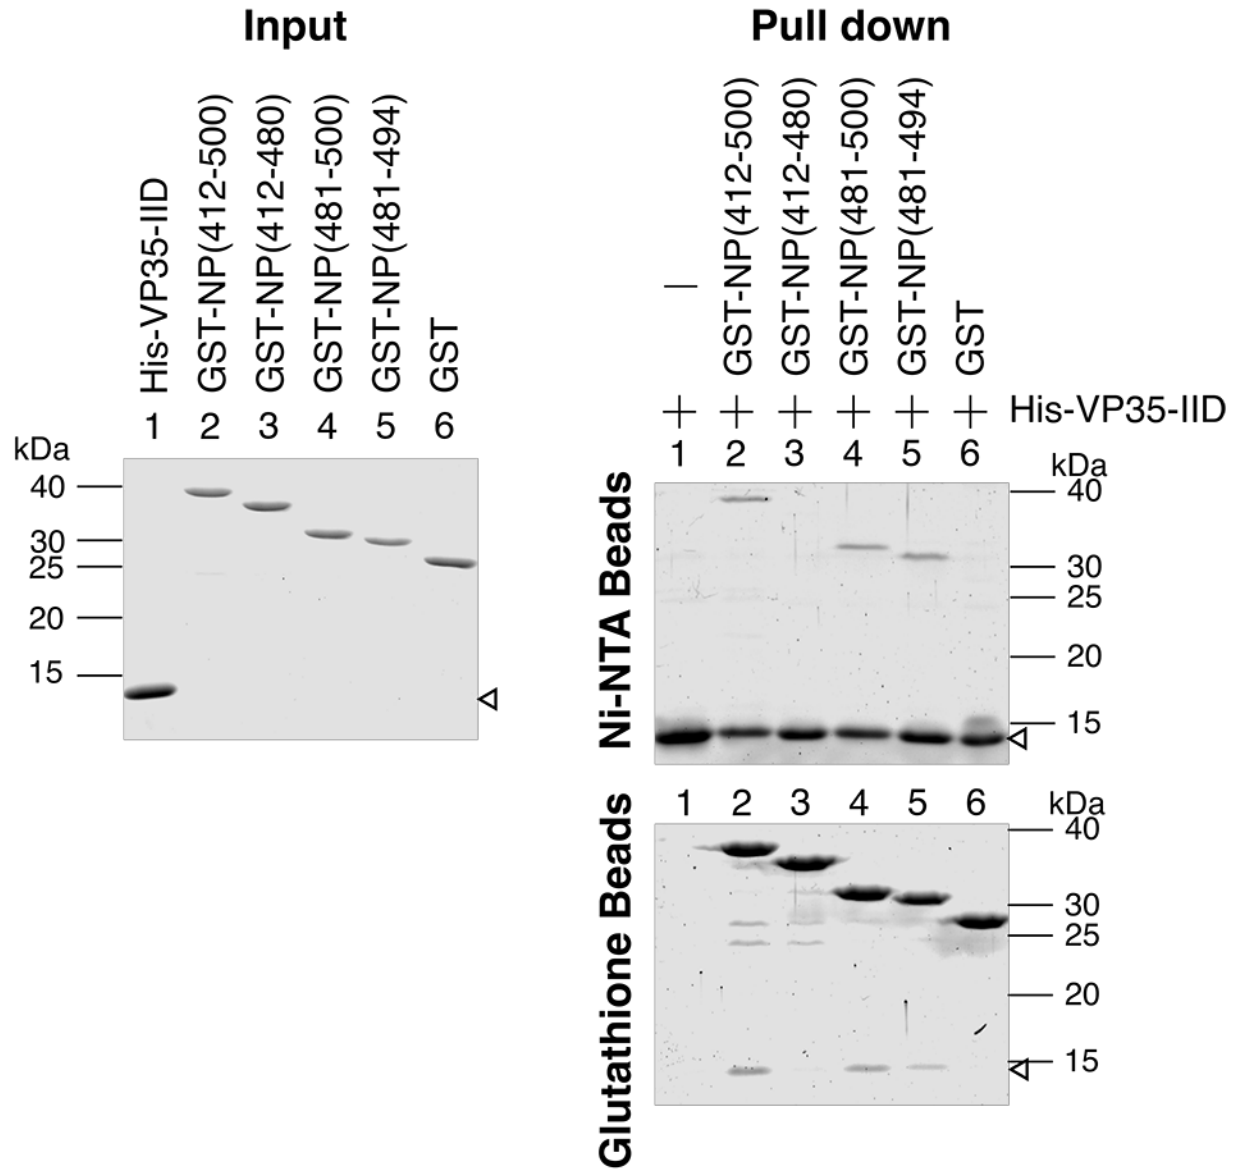 Input
His-VP35-IID
GST-NP(412-500)
GST-NP(412-480)
GST-NP(481-500)
GST-NP(481-494)
GST
1 2 3 4 5 6
kDa
40
30
25
20
15
Pull down
—
GST-NP(412-500)
GST-NP(412-480)
GST-NP(481-500)
GST-NP(481-494)
GST
+ + + + + + His-VP35-IID
1 2 3 4 5 6
kDa
Ni-NTA Beads
40
30
25
20
15
1 2 3 4 5 6 kDa
Glutathione Beads
40
30
25
20
15